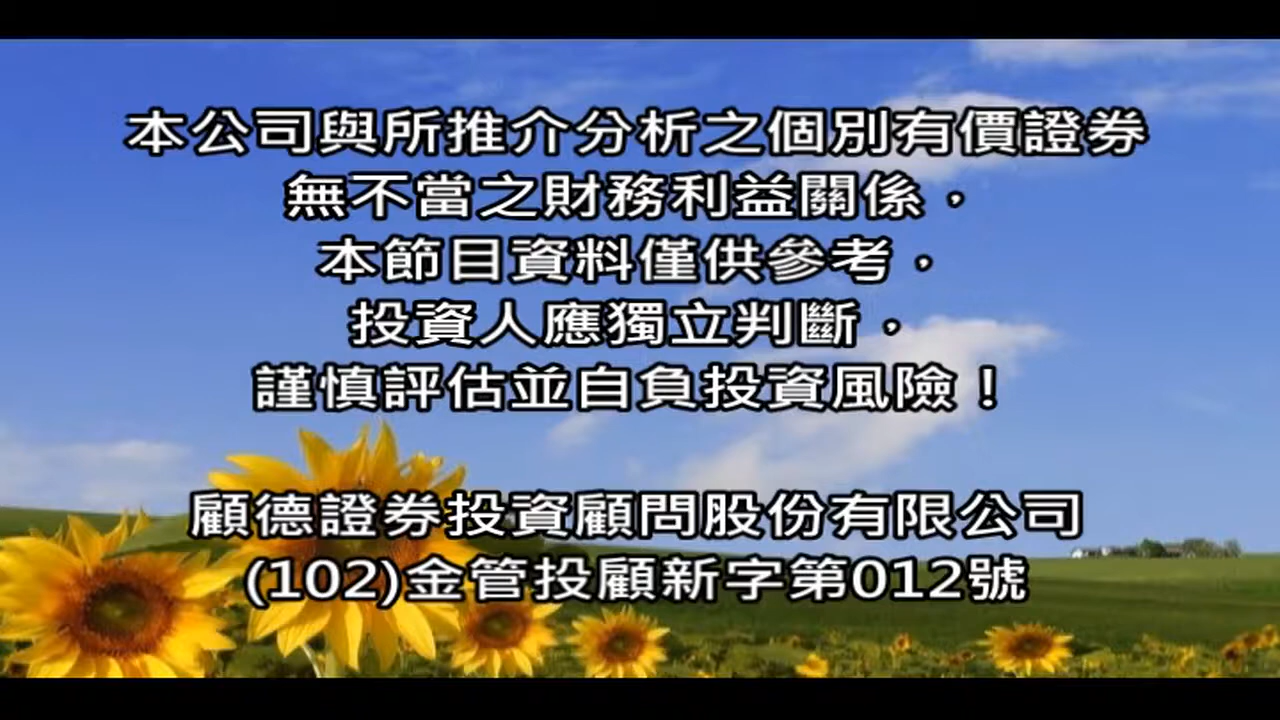 本公司與所推介分析之個別有價證券
無不當之財務利益關係，
本節目資料僅供參考，
投資人應獨立判斷，
謹慎評估並自負投資風險！
顧德證券投資顧問股份有限公司
(102)金管投顧新字第012號